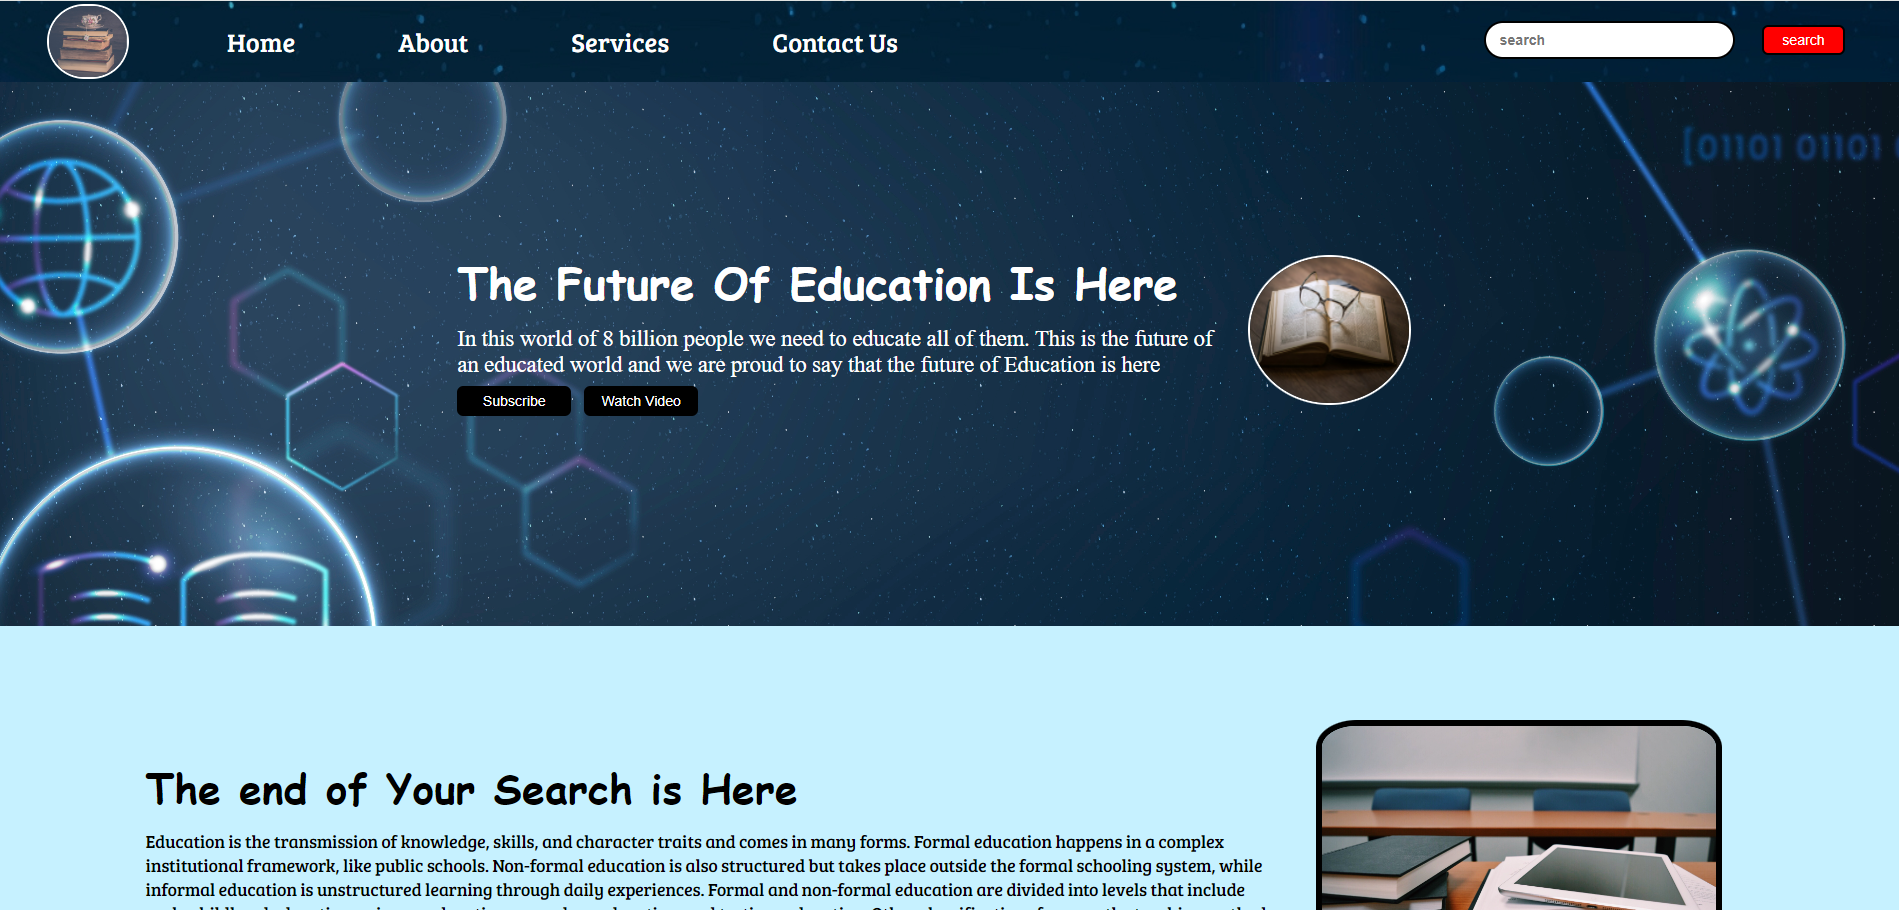 Home About Services Contact Us search search
[01101 01101
The Future Of Education Is Here
In this world of 8 billion people we need to educate all of them. This is the future of
an educated world and we are proud to say that the future of Education is here
Subscribe Watch Video
The end of Your Search is Here
Education is the transmission of knowledge, skills, and character traits and comes in many forms. Formal education happens in a complex
institutional framework, like public schools. Non-formal education is also structured but takes place outside the formal schooling system, while
informal education is unstructured learning through daily experiences. Formal and non-formal education are divided into levels that include